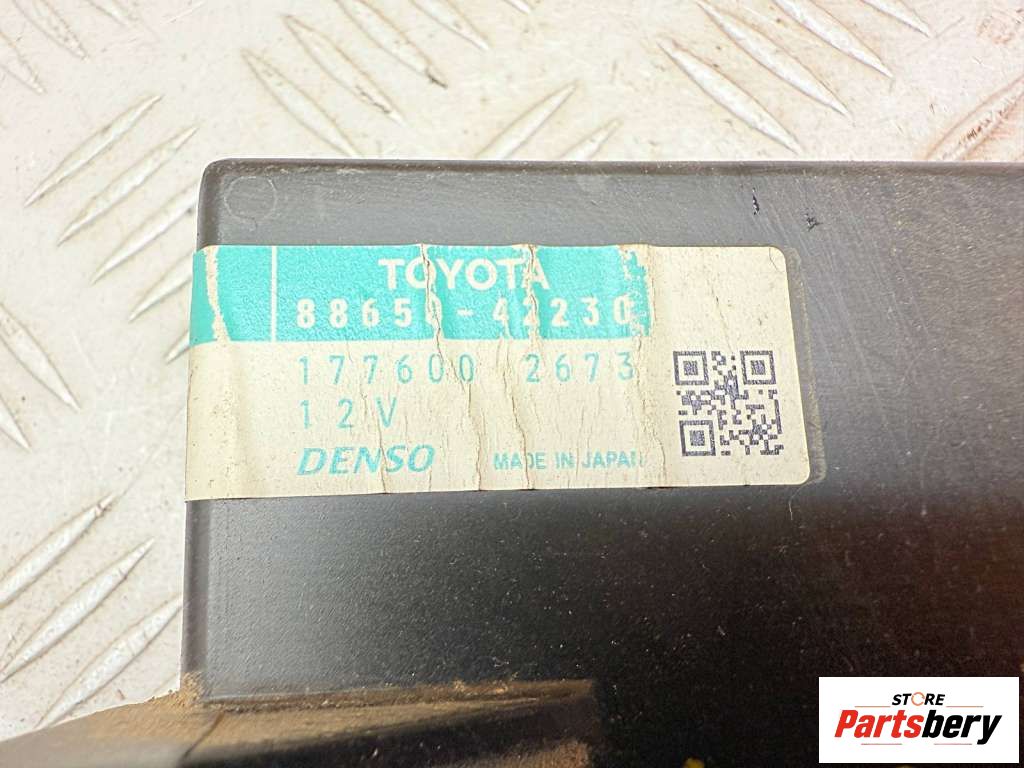 TOYOTA
88650-42230
177600 2673
12V
DENSO MADE IN JAPAN
STORE
Partsbery